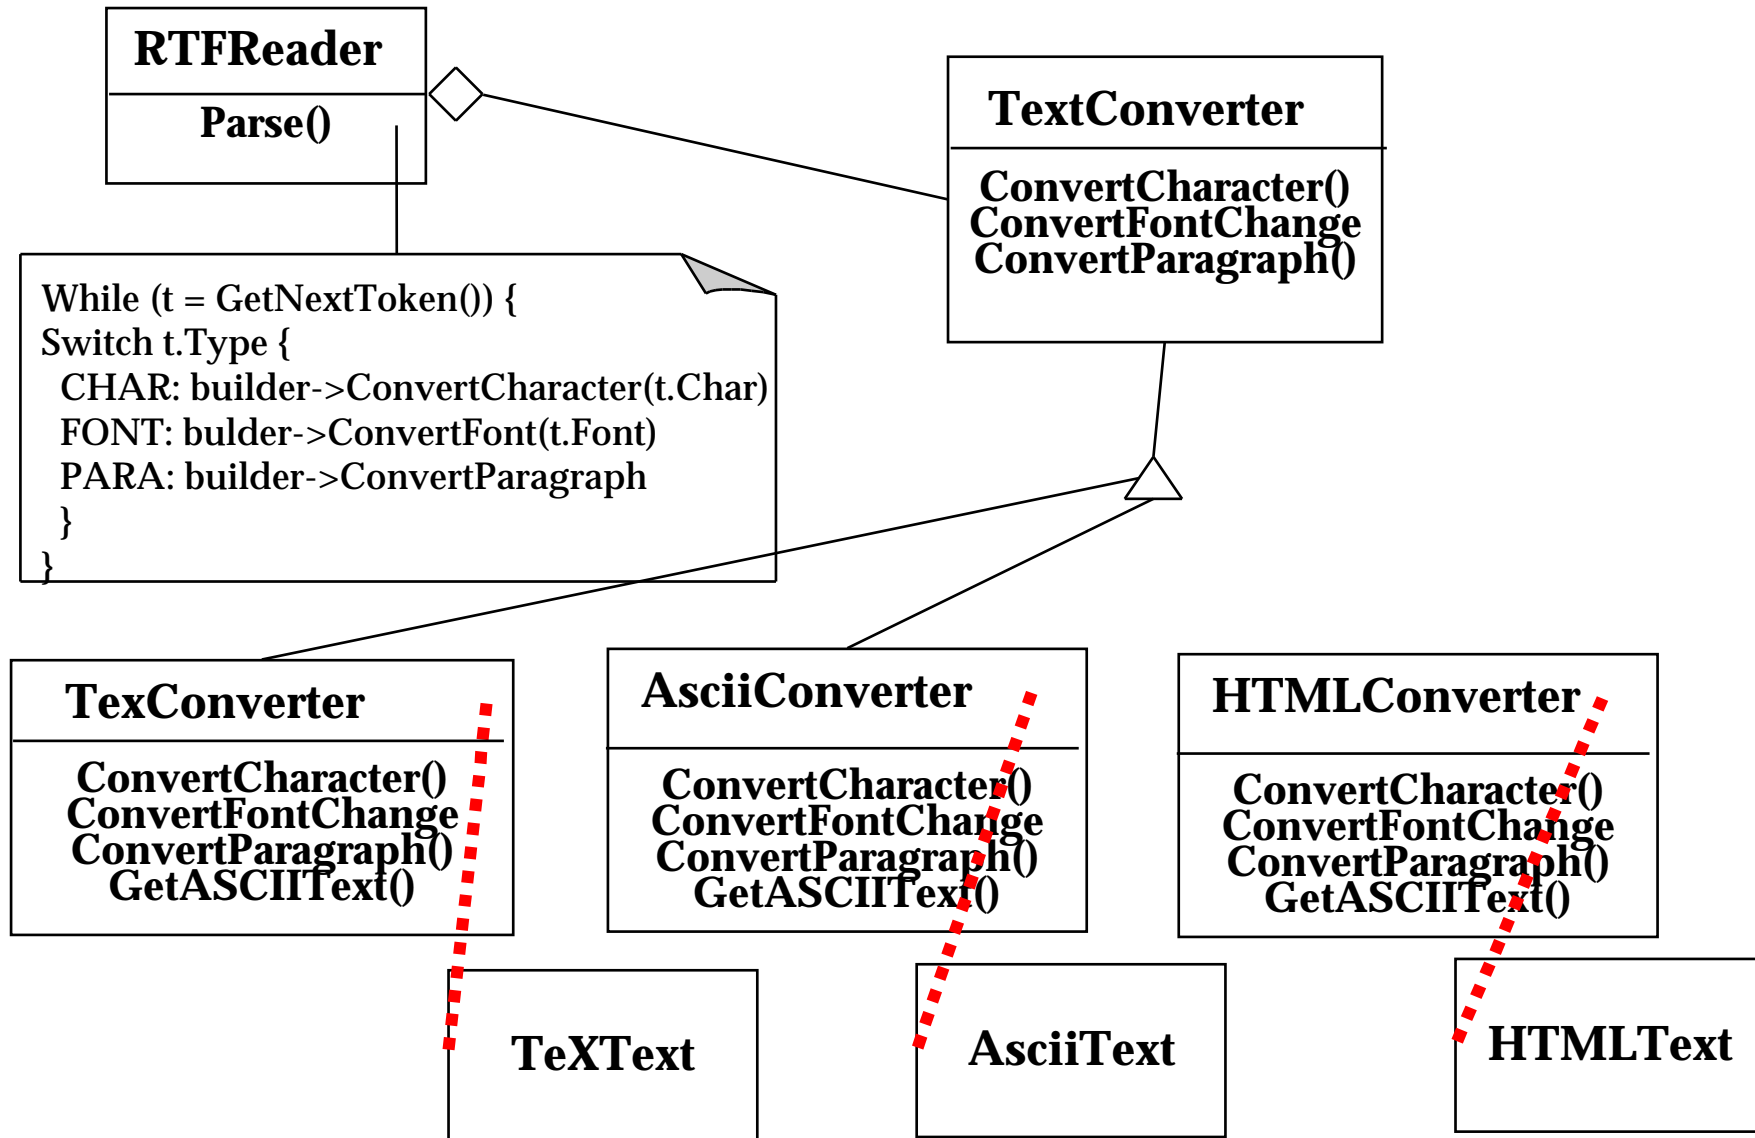 RTFReader
Parse()
TextConverter
ConvertCharacter()
ConvertFontChange
ConvertParagraph()
While (t = GetNextToken()) {
Switch t.Type {
CHAR: builder->ConvertCharacter(t.Char)
FONT: bulder->ConvertFont(t.Font)
PARA: builder->ConvertParagraph
}
}
TexConverter
ConvertCharacter()
ConvertFontChange
ConvertParagraph()
GetASCIIText()
AsciiConverter
ConvertCharacter()
ConvertFontChange
ConvertParagraph()
GetASCIIText()
HTMLConverter
ConvertCharacter()
ConvertFontChange
ConvertParagraph()
GetASCIIText()
TeXText
AsciiText
HTMLText